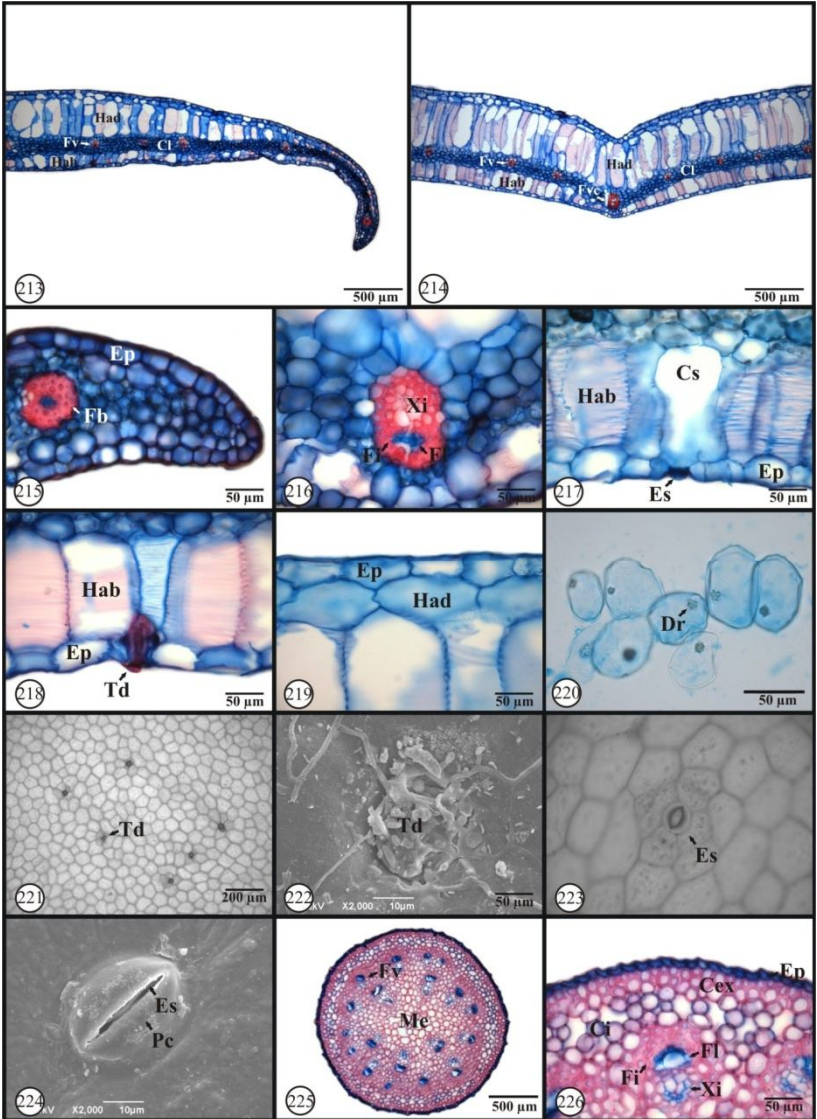 Had
Fv
Cl
Hab
213
500 µm
Fv
Had
Cl
Hab
Fvc
214
500 µm
Ep
Fb
215
50 µm
Xi
Fi
Fl
216
50 µm
Cs
Hab
Ep
Es
217
50 µm
Hab
Ep
Td
218
50 µm
Ep
Had
219
50 µm
Dr
220
50 µm
Td
221
200 µm
Td
222
kV X2,000 10µm
50 µm
Es
223
50 µm
Es
Pc
224
10µm
Fv
Me
225
500 µm
Ep
Cex
Ci
Fl
Fi
Xi
226
50 µm